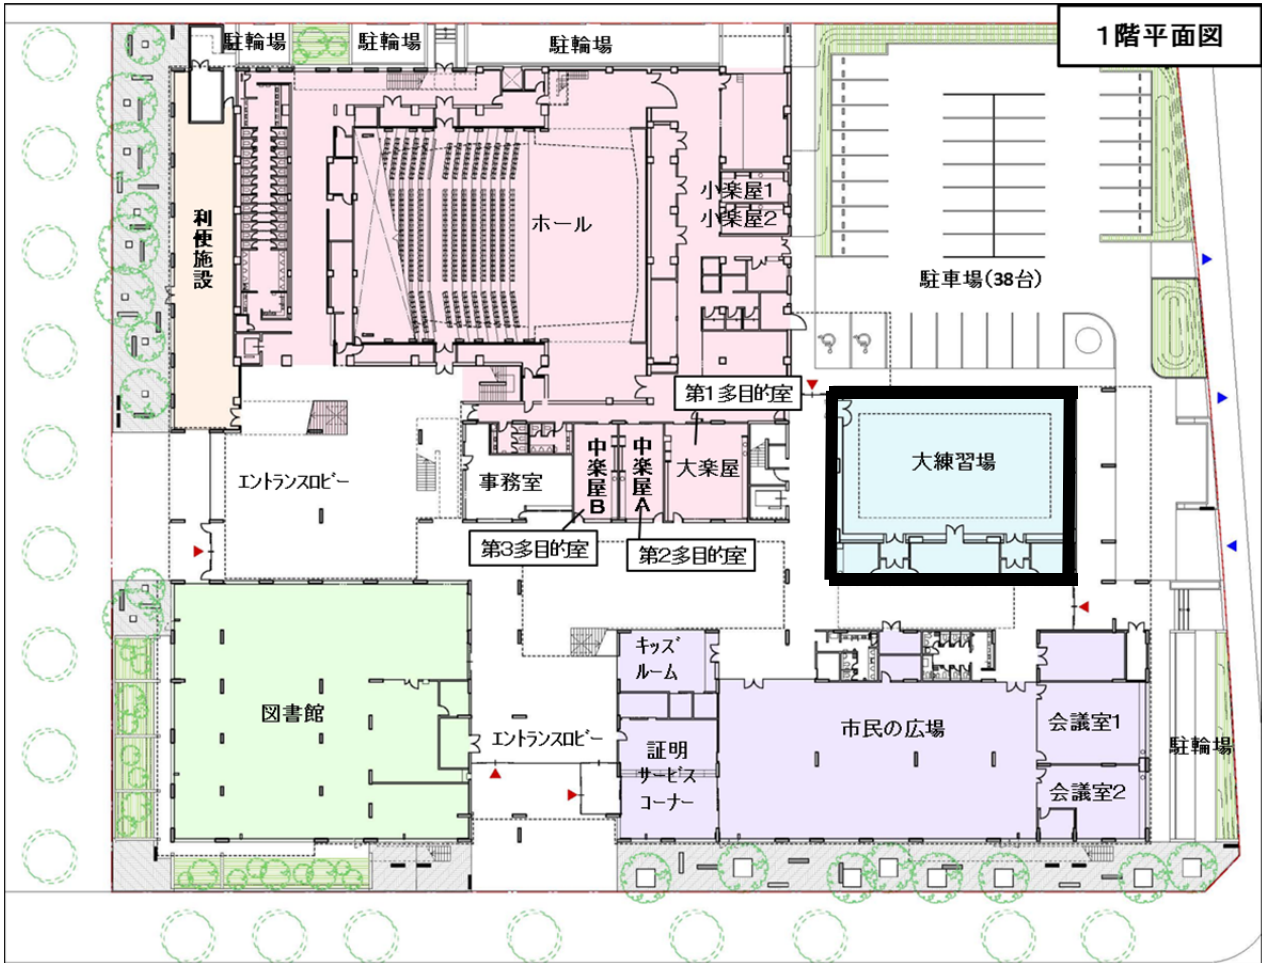 1階平面図
駐輪場
駐輪場
駐輪場
利便施設
ホール
小楽屋1
小楽屋2
駐車場(38台)
第1多目的室
大練習場
エントランスロビー
事務室
中楽屋B
中楽屋A
大楽屋
第3多目的室
第2多目的室
キッズ
ルーム
図書館
エントランスロビー
証明
サービス
コーナー
市民の広場
会議室1
会議室2
駐輪場